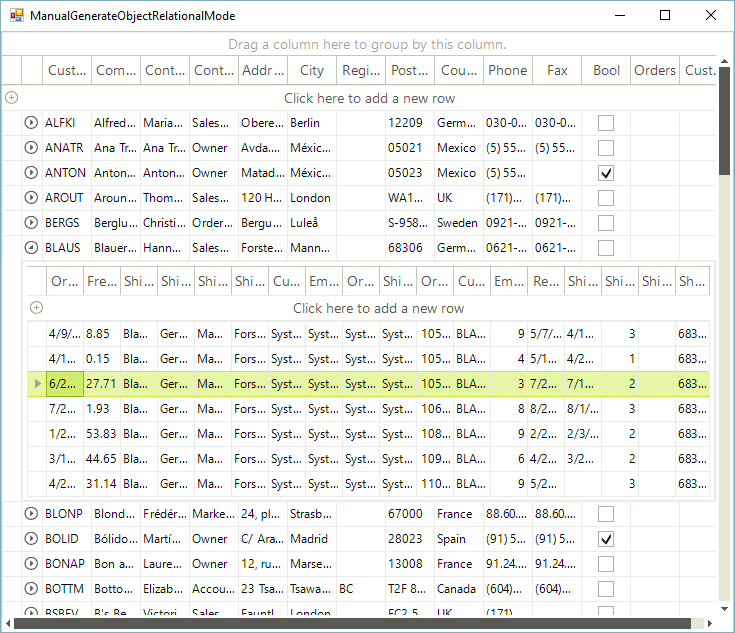 ManualGenerateObjectRelationalMode
Drag a column here to group by this column.
Cust... Com... Cont... Cont... Addr... City Regi... Post... Cou... Phone Fax Bool Orders Cust.
Click here to add a new row
ALFKI Alfred... Maria... Sales... Obere... Berlin 12209 Germ... 030-0... 030-0...
ANATR Ana Tr... Ana Tr... Owner Avda.... Méxic... 05021 Mexico (5) 55... (5) 55...
ANTON Anton... Anton... Owner Matad... Méxic... 05023 Mexico (5) 55...
AROUT Aroun... Thom... Sales... 120 H... London WA1... UK (171)... (171)...
BERGS Berglu... Christi... Order... Bergu... Luleå S-958... Sweden 0921-... 0921-...
BLAUS Blauer... Hann... Sales... Forste... Mann... 68306 Germ... 0621-... 0621-...
Or... Fre... Shi... Shi... Shi... Shi... Cu... Em... Or... Shi... Or... Cu... Em... Re... Shi... Shi... Shi... Sh...
Click here to add a new row
4/9/... 8.85 Bla... Ger... Ma... Fors... Syst... Syst... Syst... Syst... 105... BLA... 9 5/7/... 4/1... 3 683...
4/1... 0.15 Bla... Ger... Ma... Fors... Syst... Syst... Syst... Syst... 105... BLA... 4 5/1... 4/2... 1 683...
6/2... 27.71 Bla... Ger... Ma... Fors... Syst... Syst... Syst... Syst... 105... BLA... 3 7/2... 7/1... 2 683...
7/2... 1.93 Bla... Ger... Ma... Fors... Syst... Syst... Syst... Syst... 106... BLA... 8 8/2... 8/1/... 3 683...
1/2... 53.83 Bla... Ger... Ma... Fors... Syst... Syst... Syst... Syst... 108... BLA... 9 2/2... 2/3/... 2 683...
3/1... 44.65 Bla... Ger... Ma... Fors... Syst... Syst... Syst... Syst... 109... BLA... 6 4/2... 3/2... 2 683...
4/2... 31.14 Bla... Ger... Ma... Fors... Syst... Syst... Syst... Syst... 110... BLA... 9 5/2... 3 683...
BLONP Blond... Frédér... Marke... 24, pl... Strasb... 67000 France 88.60.... 88.60....
BOLID Bólido... Martí... Owner C/ Ara... Madrid 28023 Spain (91) 5... (91) 5...
BONAP Bon a... Laure... Owner 12, ru... Marse... 13008 France 91.24.... 91.24....
BOTTM Botto... Elizab... Accou... 23 Tsa... Tsawa... BC T2F 8... Canada (604)... (604)...
BSBEV B's Be... Victori... Sales... Fauntl... London EC2 5... UK (171)...